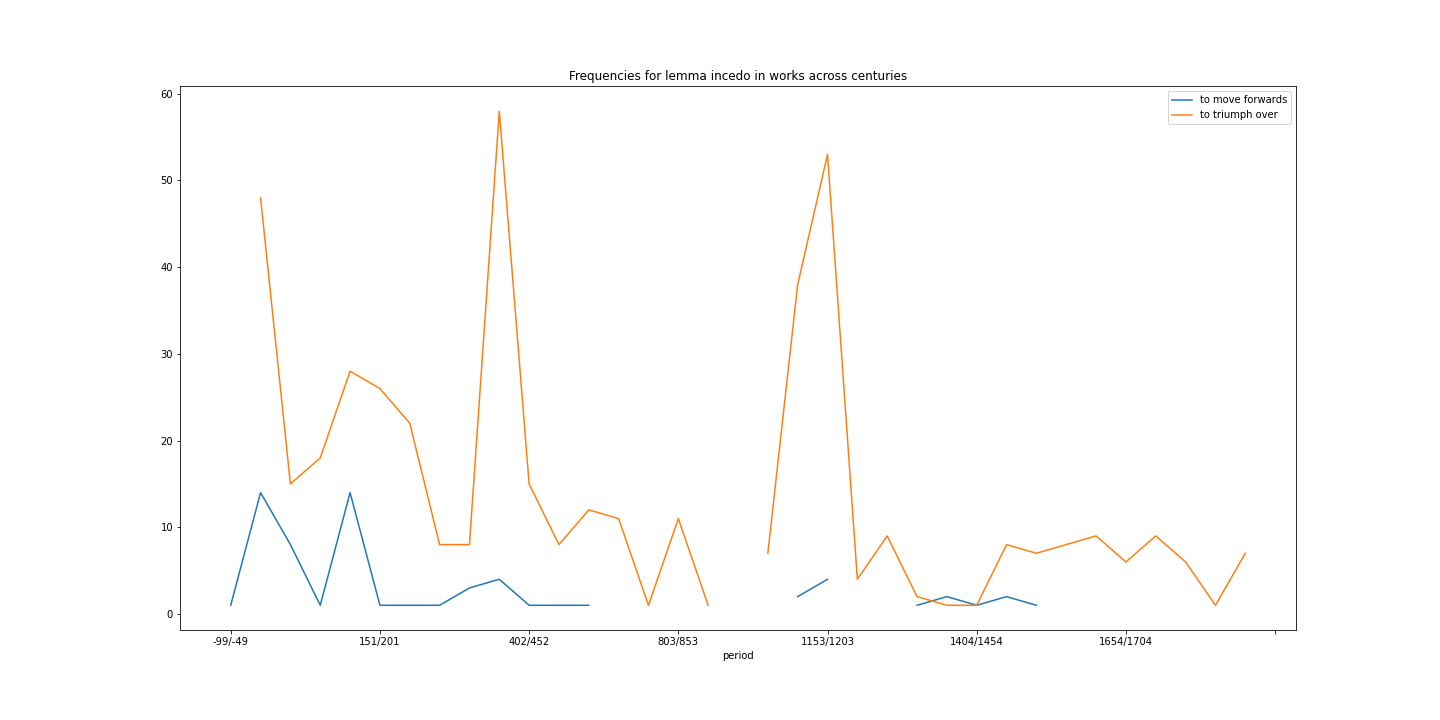 Frequencies for lemma incedo in works across centuries
to move forwards
to triumph over
60
50
40
30
20
10
0
-99/-49 151/201 402/452 803/853 1153/1203 1404/1454 1654/1704
period